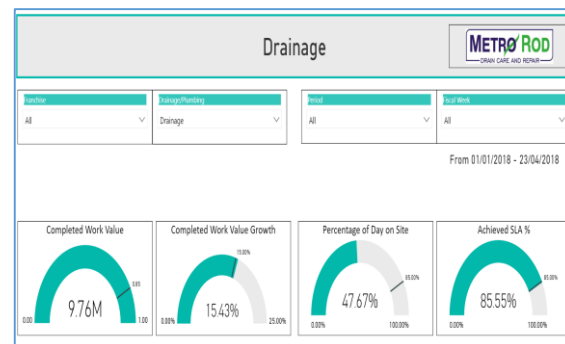 Drainage
METRO ROD
DRAIN CARE AND REPAIR
Franchise
Drainage/Plumbing
Period
Fiscal Week
All
Drainage
All
All
From 01/01/2018 - 23/04/2018
Completed Work Value
Completed Work Value Growth
Percentage of Day on Site
Achieved SLA %
0.85
9.76M
0.00
1.00
15.00%
15.43%
0.00%
25.00%
85.00%
47.67%
0.00%
100.00%
85.00%
85.55%
0.00%
100.00%